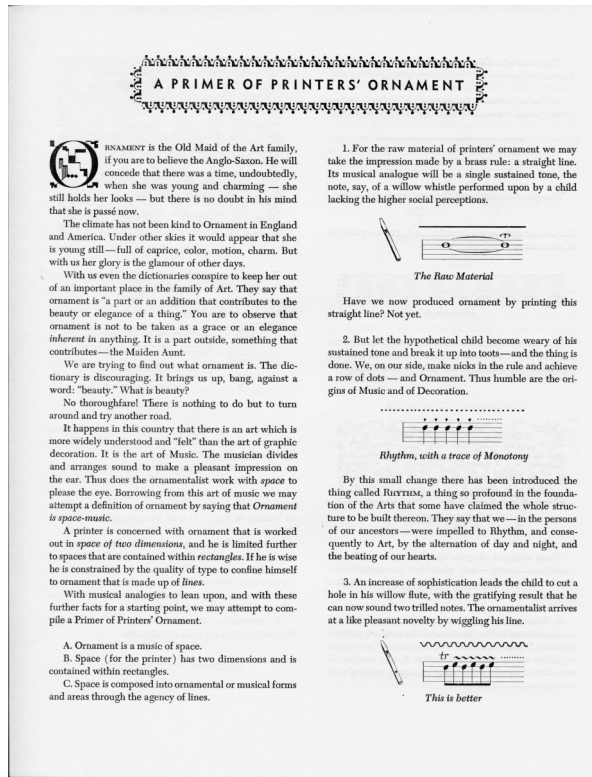 A PRIMER OF PRINTERS' ORNAMENT
ORNAMENT is the Old Maid of the Art family,
if you are to believe the Anglo-Saxon. He will
concede that there was a time, undoubtedly,
when she was young and charming — she
still holds her looks — but there is no doubt in his mind
that she is passé now.
The climate has not been kind to Ornament in England
and America. Under other skies it would appear that she
is young still—full of caprice, color, motion, charm. But
with us her glory is the glamour of other days.
With us even the dictionaries conspire to keep her out
of an important place in the family of Art. They say that
ornament is "a part or an addition that contributes to the
beauty or elegance of a thing." You are to observe that
ornament is not to be taken as a grace or an elegance
inherent in anything. It is a part outside, something that
contributes—the Maiden Aunt.
We are trying to find out what ornament is. The dic-
tionary is discouraging. It brings us up, bang, against a
word: "beauty." What is beauty?
No thoroughfare! There is nothing to do but to turn
around and try another road.
It happens in this country that there is an art which is
more widely understood and "felt" than the art of graphic
decoration. It is the art of Music. The musician divides
and arranges sound to make a pleasant impression on
the ear. Thus does the ornamentalist work with space to
please the eye. Borrowing from this art of music we may
attempt a definition of ornament by saying that Ornament
is space-music.
A printer is concerned with ornament that is worked
out in space of two dimensions, and he is limited further
to spaces that are contained within rectangles. If he is wise
he is constrained by the quality of type to confine himself
to ornament that is made up of lines.
With musical analogies to lean upon, and with these
further facts for a starting point, we may attempt to com-
pile a Primer of Printers' Ornament.
A. Ornament is a music of space.
B. Space (for the printer) has two dimensions and is
contained within rectangles.
C. Space is composed into ornamental or musical forms
and areas through the agency of lines.
1. For the raw material of printers' ornament we may
take the impression made by a brass rule: a straight line.
Its musical analogue will be a single sustained tone, the
note, say, of a willow whistle performed upon by a child
lacking the higher social perceptions.
The Raw Material
Have we now produced ornament by printing this
straight line? Not yet.
2. But let the hypothetical child become weary of his
sustained tone and break it up into toots—and the thing is
done. We, on our side, make nicks in the rule and achieve
a row of dots — and Ornament. Thus humble are the ori-
gins of Music and of Decoration.
Rhythm, with a trace of Monotony
By this small change there has been introduced the
thing called RHYTHM, a thing so profound in the founda-
tion of the Arts that some have claimed the whole struc-
ture to be built thereon. They say that we—in the persons
of our ancestors—were impelled to Rhythm, and conse-
quently to Art, by the alternation of day and night, and
the beating of our hearts.
3. An increase of sophistication leads the child to cut a
hole in his willow flute, with the gratifying result that he
can now sound two trilled notes. The ornamentalist arrives
at a like pleasant novelty by wiggling his line.
tr
This is better